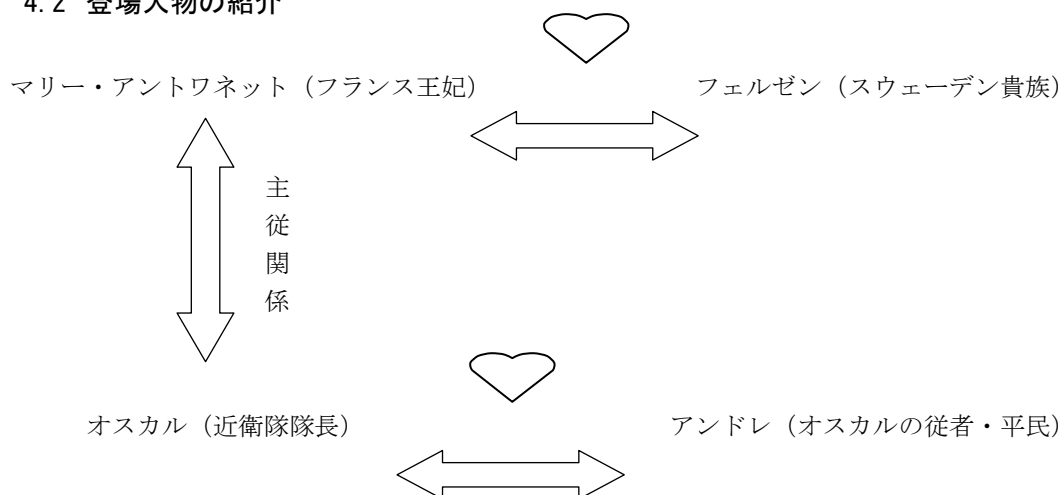 4.2 登場人物の紹介
マリー・アントワネット（フランス王妃）
フェルゼン（スウェーデン貴族）
主従関係
オスカル（近衛隊隊長）
アンドレ（オスカルの従者・平民）